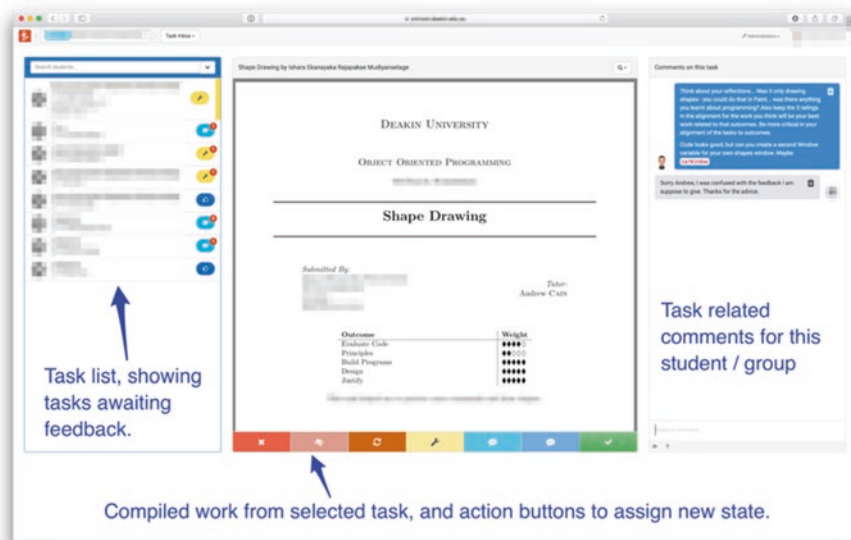 Task Inbox
Administration
Search students...
Shape Drawing by Ishara Ekanayaka Rajapakse Mudiyanselage
Comments on this task
Think about your reflections... Was it only drawing
shapes - you could do that in Paint... was there anything
you learnt about programming? Also keep the 5 ratings
in the alignment for the work you think will be your best
work related to that outcomes. Be more critical in your
alignment of the tasks to outcomes
Code looks good, but can you create a second Window
variable for your own shapes window. Maybe
Sorry Andrew, I was confused with the feedback I am
suppose to give. Thanks for the advice.
DEAKIN UNIVERSITY
OBJECT ORIENTED PROGRAMMING
Shape Drawing
Submitted By:
Tutor:
Andrew CAIN
Outcome Weight
Evaluate Code ♦♦♦♦◊
Principles ♦♦◊◊◊
Build Programs ♦♦♦♦♦
Design ♦♦♦♦♦
Justify ♦♦♦♦♦
Task list, showing
tasks awaiting
feedback.
Task related
comments for this
student / group
Compiled work from selected task, and action buttons to assign new state.